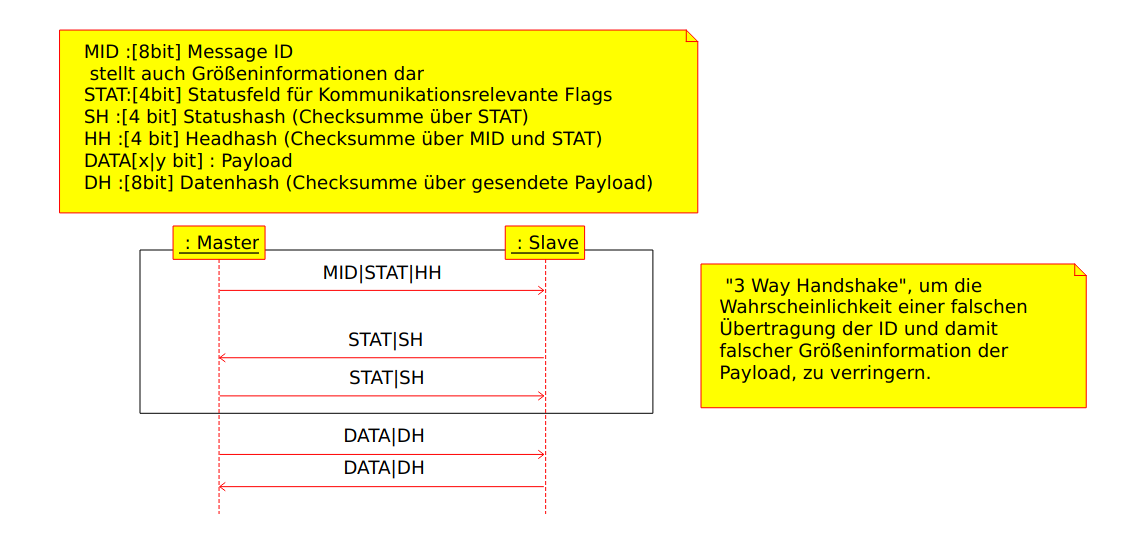 MID :[8bit] Message ID
stellt auch Größeninformationen dar
STAT:[4bit] Statusfeld für Kommunikationsrelevante Flags
SH :[4 bit] Statushash (Checksumme über STAT)
HH :[4 bit] Headhash (Checksumme über MID und STAT)
DATA[x|y bit] : Payload
DH :[8bit] Datenhash (Checksumme über gesendete Payload)
: Master
: Slave
MID|STAT|HH
STAT|SH
STAT|SH
DATA|DH
DATA|DH
"3 Way Handshake", um die
Wahrscheinlichkeit einer falschen
Übertragung der ID und damit
falscher Größeninformation der
Payload, zu verringern.